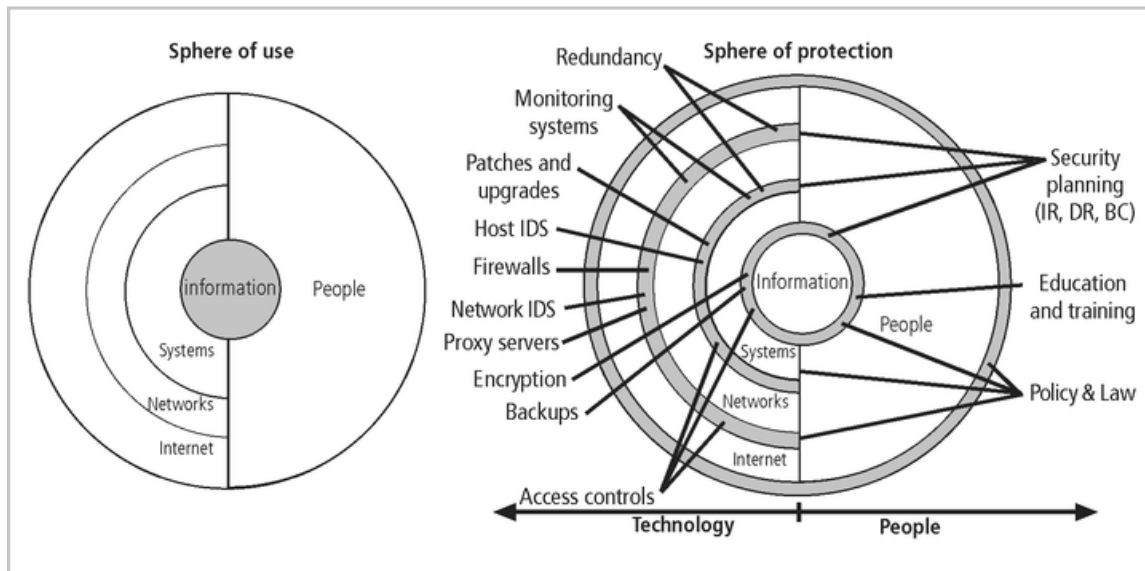 Sphere of use
information
People
Systems
Networks
Internet
Sphere of protection
Redundancy
Monitoring
systems
Patches and
upgrades
Host IDS
Firewalls
Network IDS
Proxy servers
Encryption
Backups
Access controls
Information
People
Systems
Networks
Internet
Security
planning
(IR, DR, BC)
Education
and training
Policy & Law
Technology
People